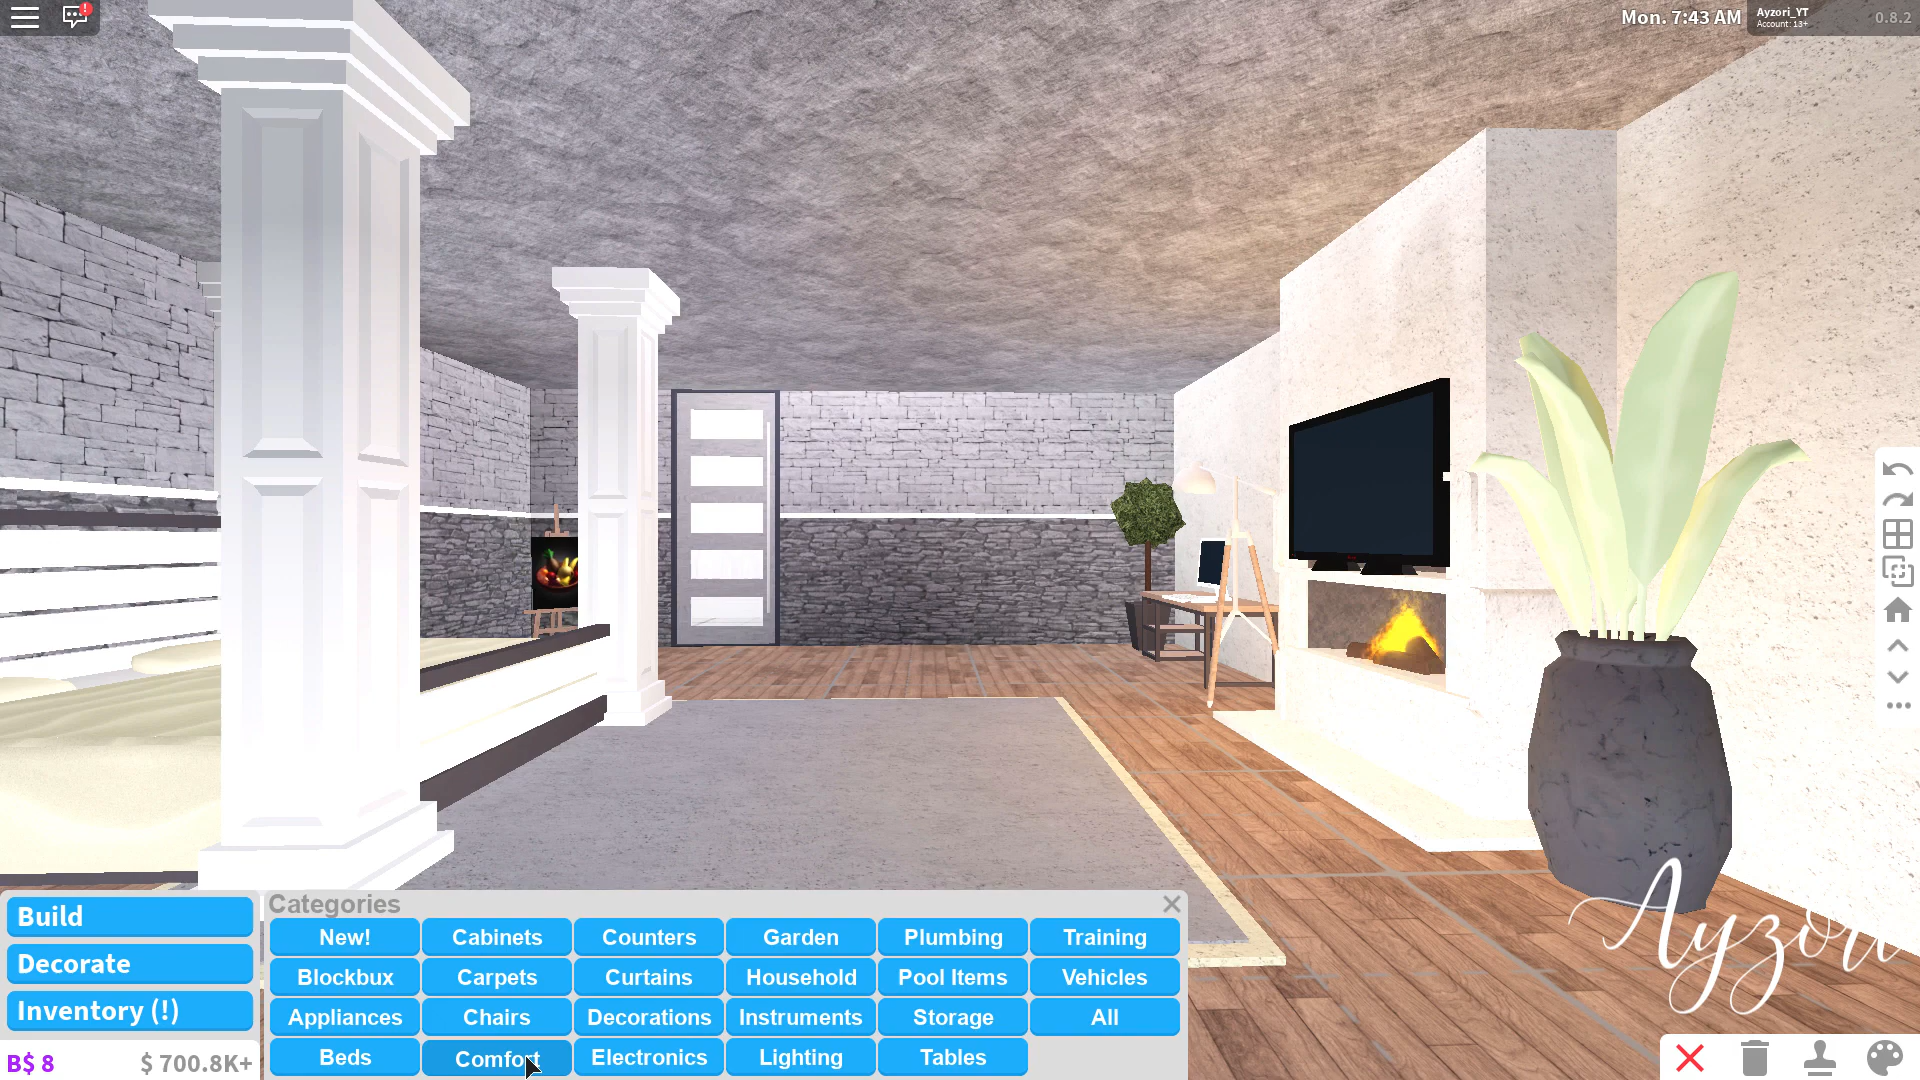 Mon. 7:43 AM
Ayzori_YT
Account: 13+
0.8.2
Build
Decorate
Inventory (!)
B$ 8
$ 700.8K+
Categories
New!
Cabinets
Counters
Garden
Plumbing
Training
Blockbux
Carpets
Curtains
Household
Pool Items
Vehicles
Appliances
Chairs
Decorations
Instruments
Storage
All
Beds
Comfort
Electronics
Lighting
Tables
Ayzori